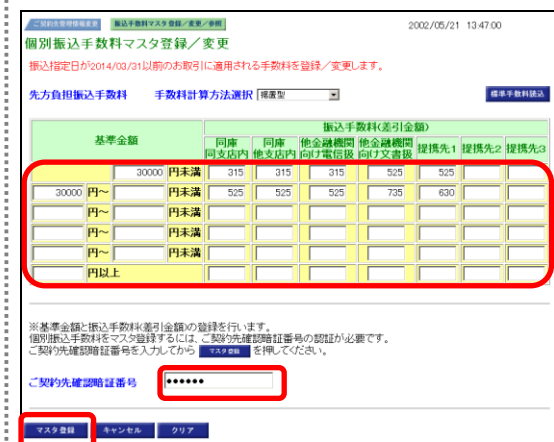 ご契約先管理情報変更 振込手数料マスタ登録／変更／参照 2002/05/21 13:47:00
個別振込手数料マスタ登録／変更
振込指定日が2014/03/31以前のお取引に適用される手数料を登録／変更します。
先方負担振込手数料 手数料計算方法選択 据置型 標準手数料読込
基準金額 振込手数料(差引金額)
同庫同支店内 同庫他支店内 他金融機関向け電信扱 他金融機関向け文書扱 提携先1 提携先2 提携先3
30000 円未満 315 315 315 525 525
30000 円～ 円未満 525 525 525 735 630
円～ 円未満
円～ 円未満
円～ 円未満
円以上
※基準金額と振込手数料(差引金額)の登録を行います。
個別振込手数料をマスタ登録するには、ご契約先確認暗証番号の認証が必要です。
ご契約先確認暗証番号を入力してから マスタ登録 を押してください。
ご契約先確認暗証番号 ●●●●●●
マスタ登録 キャンセル クリア